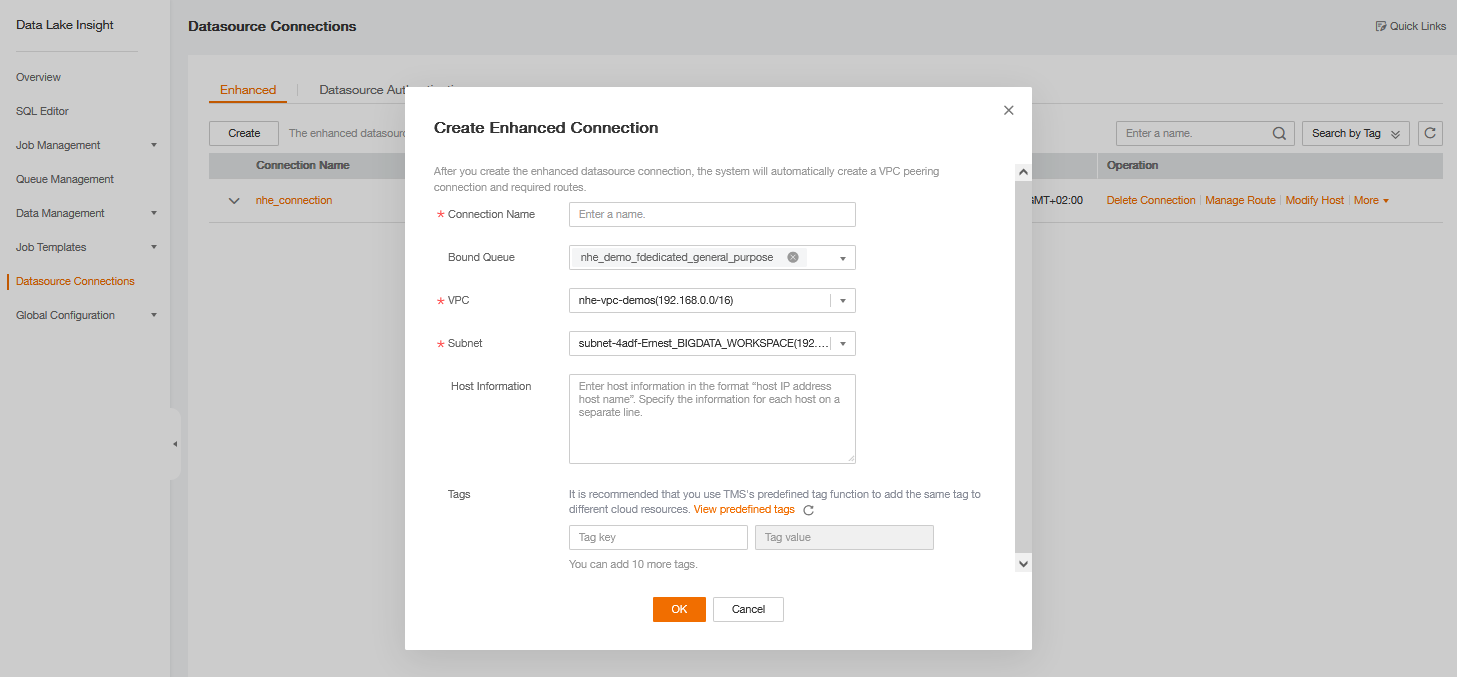 Data Lake Insight
Overview
SQL Editor
Job Management
Queue Management
Data Management
Job Templates
Datasource Connections
Global Configuration
Datasource Connections
Quick Links
Enhanced
Datasource
Create
The enhanced
Enter a name.
Search by Tag
Connection Name
Operation
nhe_connection
GMT+02:00
Delete Connection
Manage Route
Modify Host
More
Create Enhanced Connection
After you create the enhanced datasource connection, the system will automatically create a VPC peering
connection and required routes.
* Connection Name
Enter a name.
Bound Queue
nhe_demo_fdedicated_general_purpose
* VPC
nhe-vpc-demos(192.168.0.0/16)
* Subnet
subnet-4adf-Ernest_BIGDATA_WORKSPACE(192....
Host Information
Enter host information in the format “host IP address
host name”. Specify the information for each host on a
separate line.
Tags
It is recommended that you use TMS's predefined tag function to add the same tag to
different cloud resources. View predefined tags
Tag key
Tag value
You can add 10 more tags.
OK
Cancel